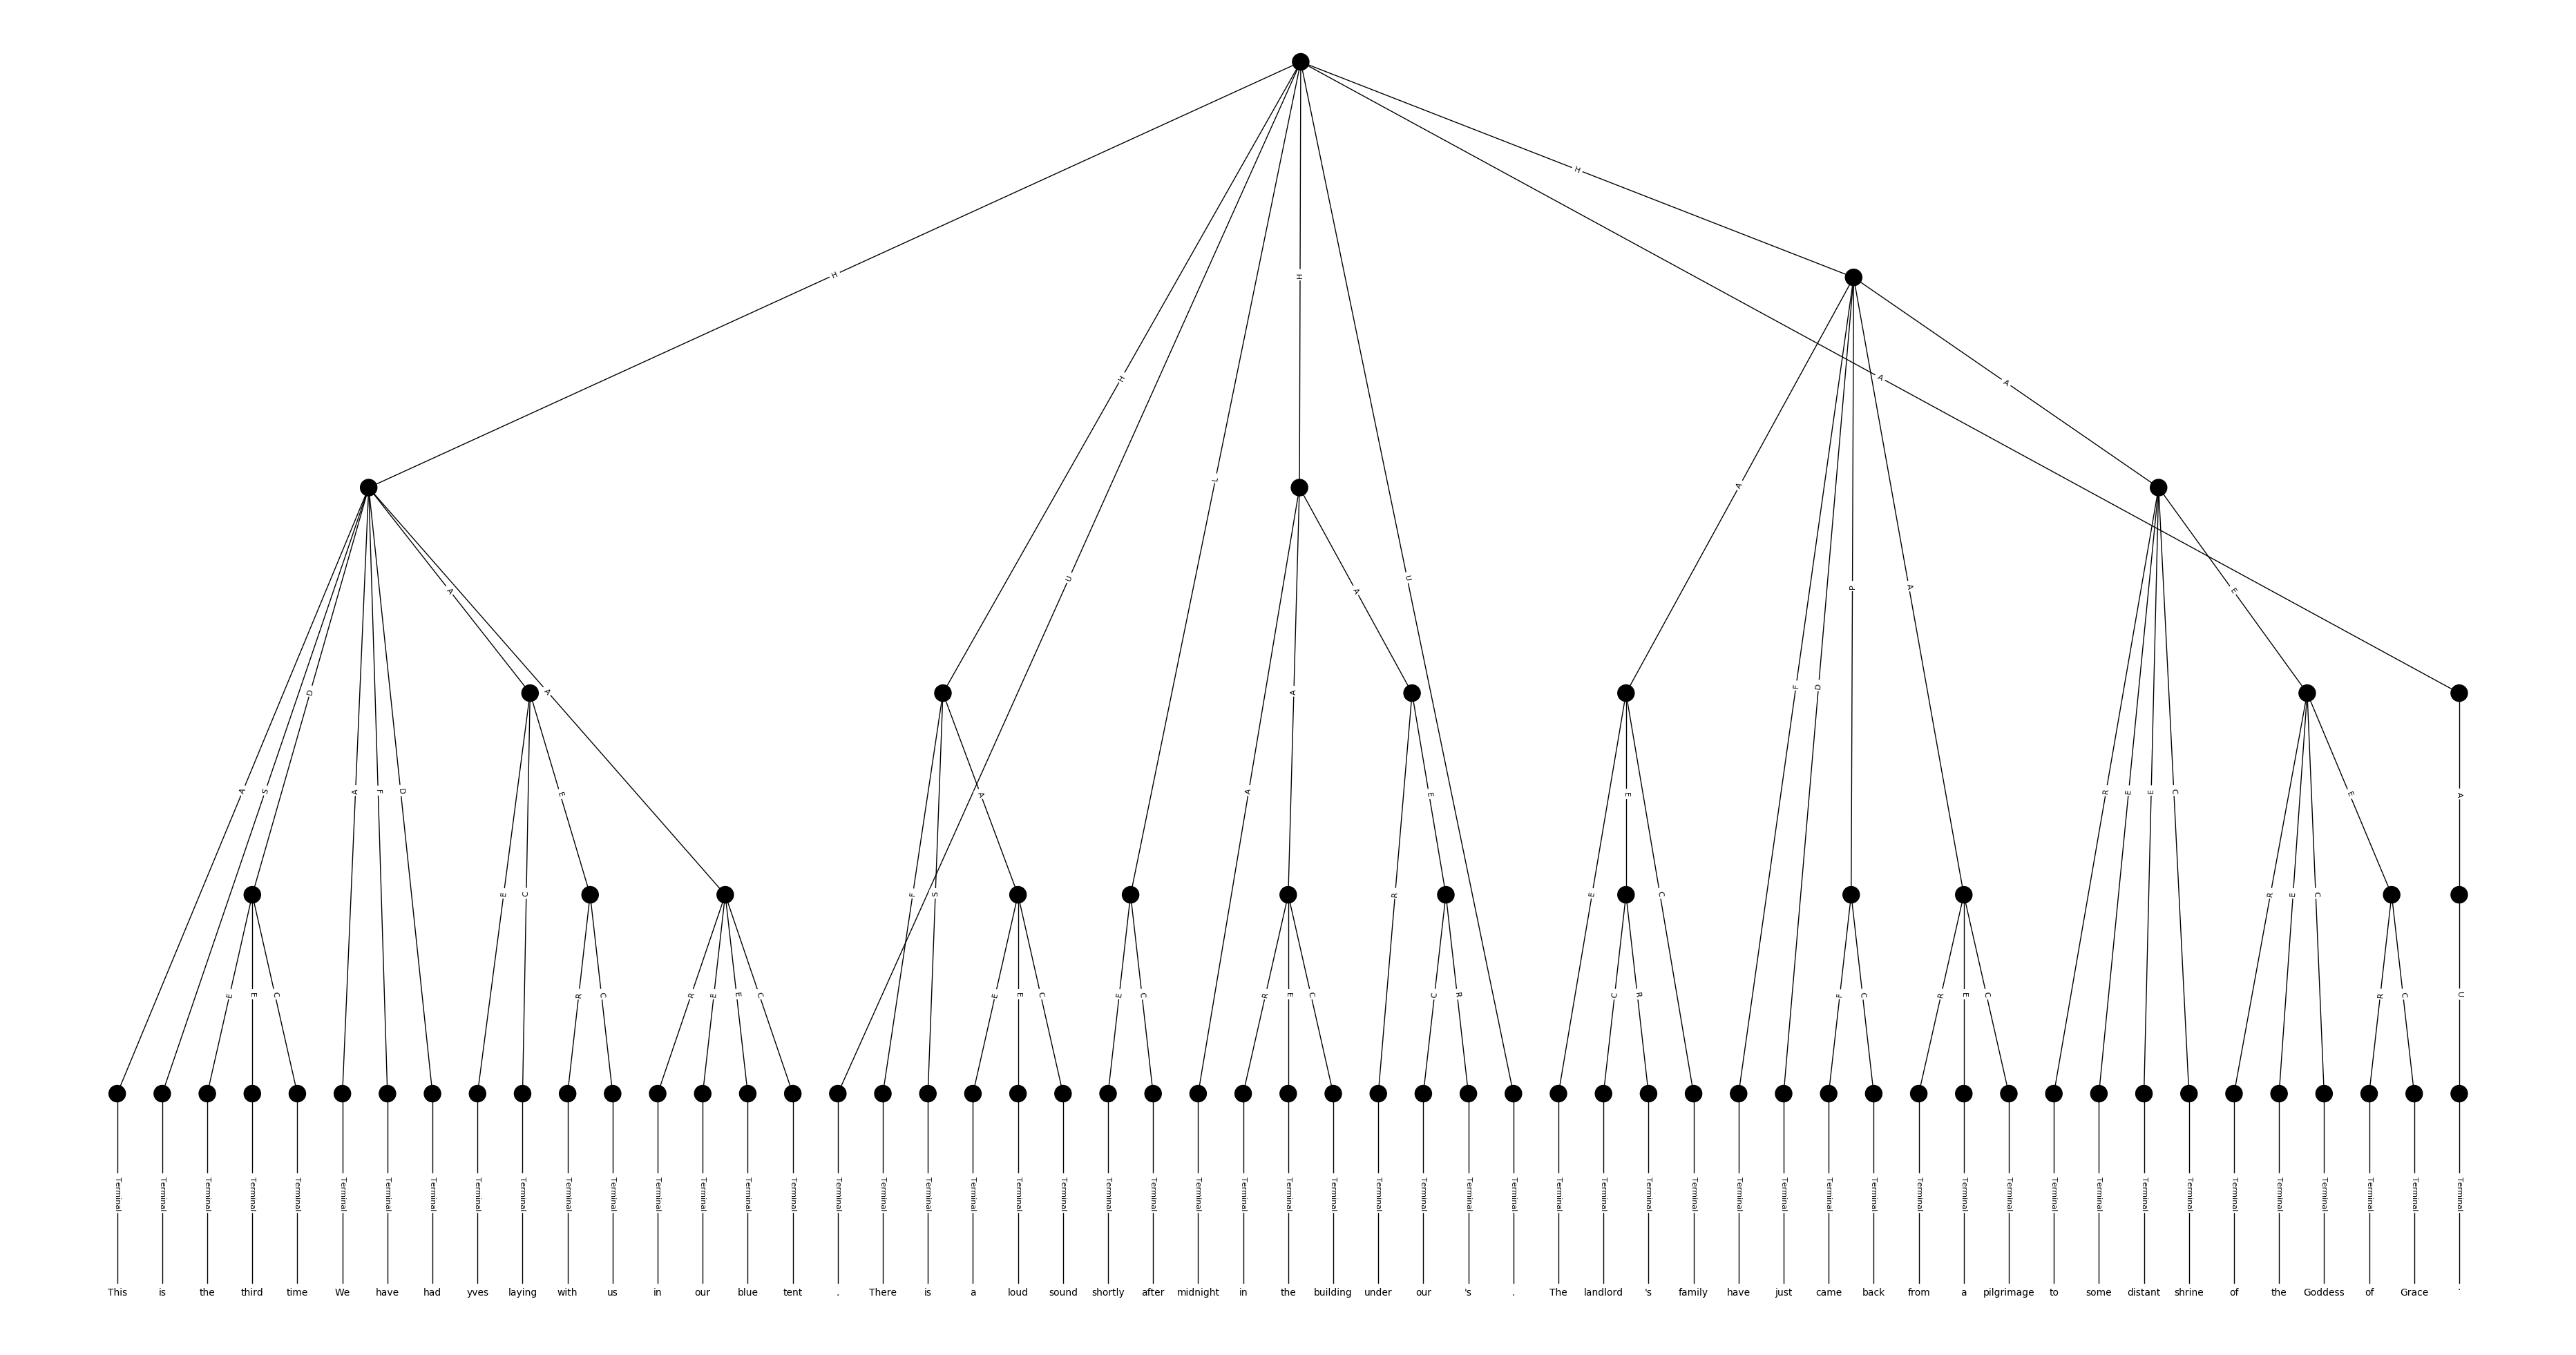 H
H H
H A A
L A
A U A U P A E
D A A F D
A S A F D E A A E E R E E C E A
E C F S R E C R E C
E E C R C R E E C E E C E C R E C C R C R F C R E C R C U
Terminal Terminal Terminal Terminal Terminal Terminal Terminal Terminal Terminal Terminal Terminal Terminal Terminal Terminal Terminal Terminal Terminal Terminal Terminal Terminal Terminal Terminal Terminal Terminal Terminal Terminal Terminal Terminal Terminal Terminal Terminal Terminal Terminal Terminal Terminal Terminal Terminal Terminal Terminal Terminal Terminal Terminal Terminal Terminal Terminal Terminal Terminal Terminal Terminal Terminal Terminal Terminal Terminal
This is the third time We have had yves laying with us in our blue tent . There is a loud sound shortly after midnight in the building under our 's . The landlord 's family have just came back from a pilgrimage to some distant shrine of the Goddess of Grace .